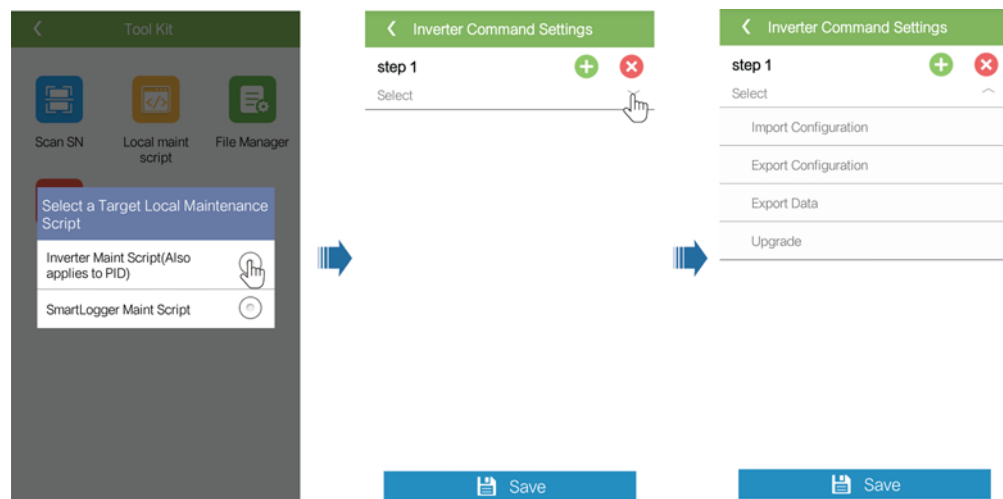 Tool Kit
Scan SN
Local maint
script
File Manager
Select a Target Local Maintenance
Script
Inverter Maint Script(Also
applies to PID)
SmartLogger Maint Script
Inverter Command Settings
step 1
Select
Save
Inverter Command Settings
step 1
Select
Import Configuration
Export Configuration
Export Data
Upgrade
Save